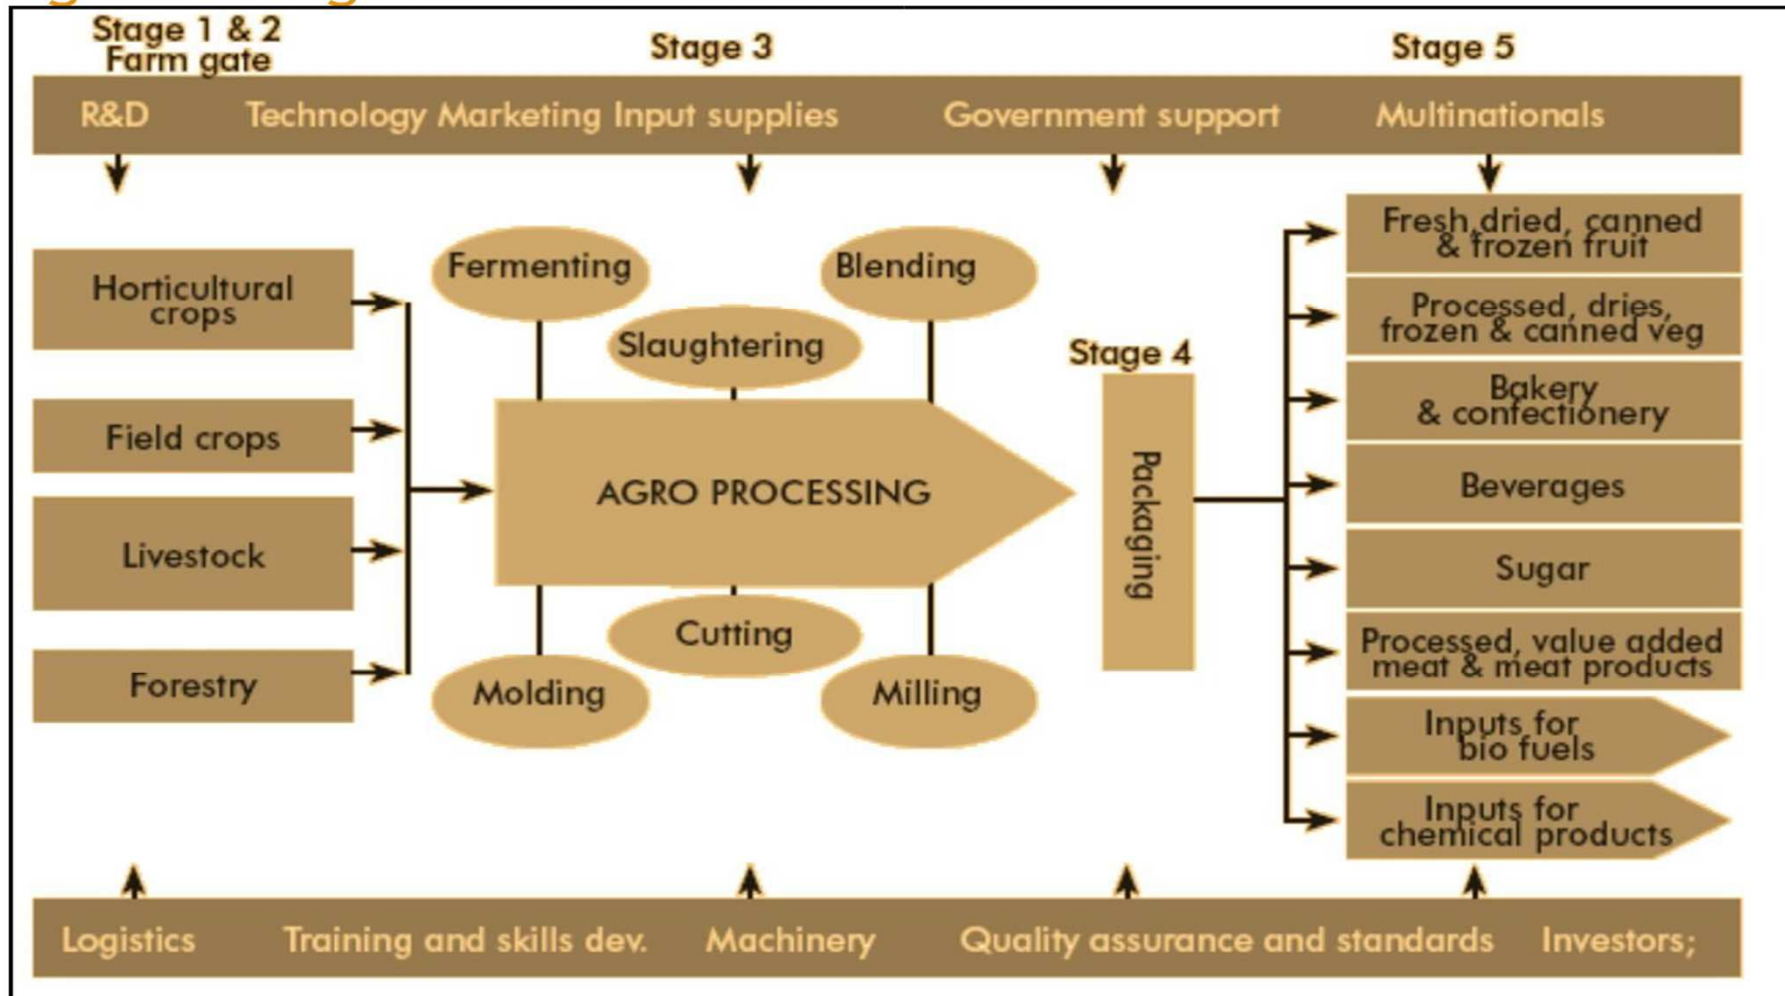 Stage 1 & 2
Farm gate
Stage 3
Stage 5
R&D
Technology Marketing Input supplies
Government support
Multinationals
Horticultural
crops
Field crops
Livestock
Forestry
Fermenting
Slaughtering
Blending
AGRO PROCESSING
Molding
Cutting
Milling
Stage 4
Packaging
Fresh,dried, canned
& frozen fruit
Processed, dries,
frozen & canned veg
Bakery
& confectionery
Beverages
Sugar
Processed, value added
meat & meat products
Inputs for
bio fuels
Inputs for
chemical products
Logistics
Training and skills dev.
Machinery
Quality assurance and standards
Investors;